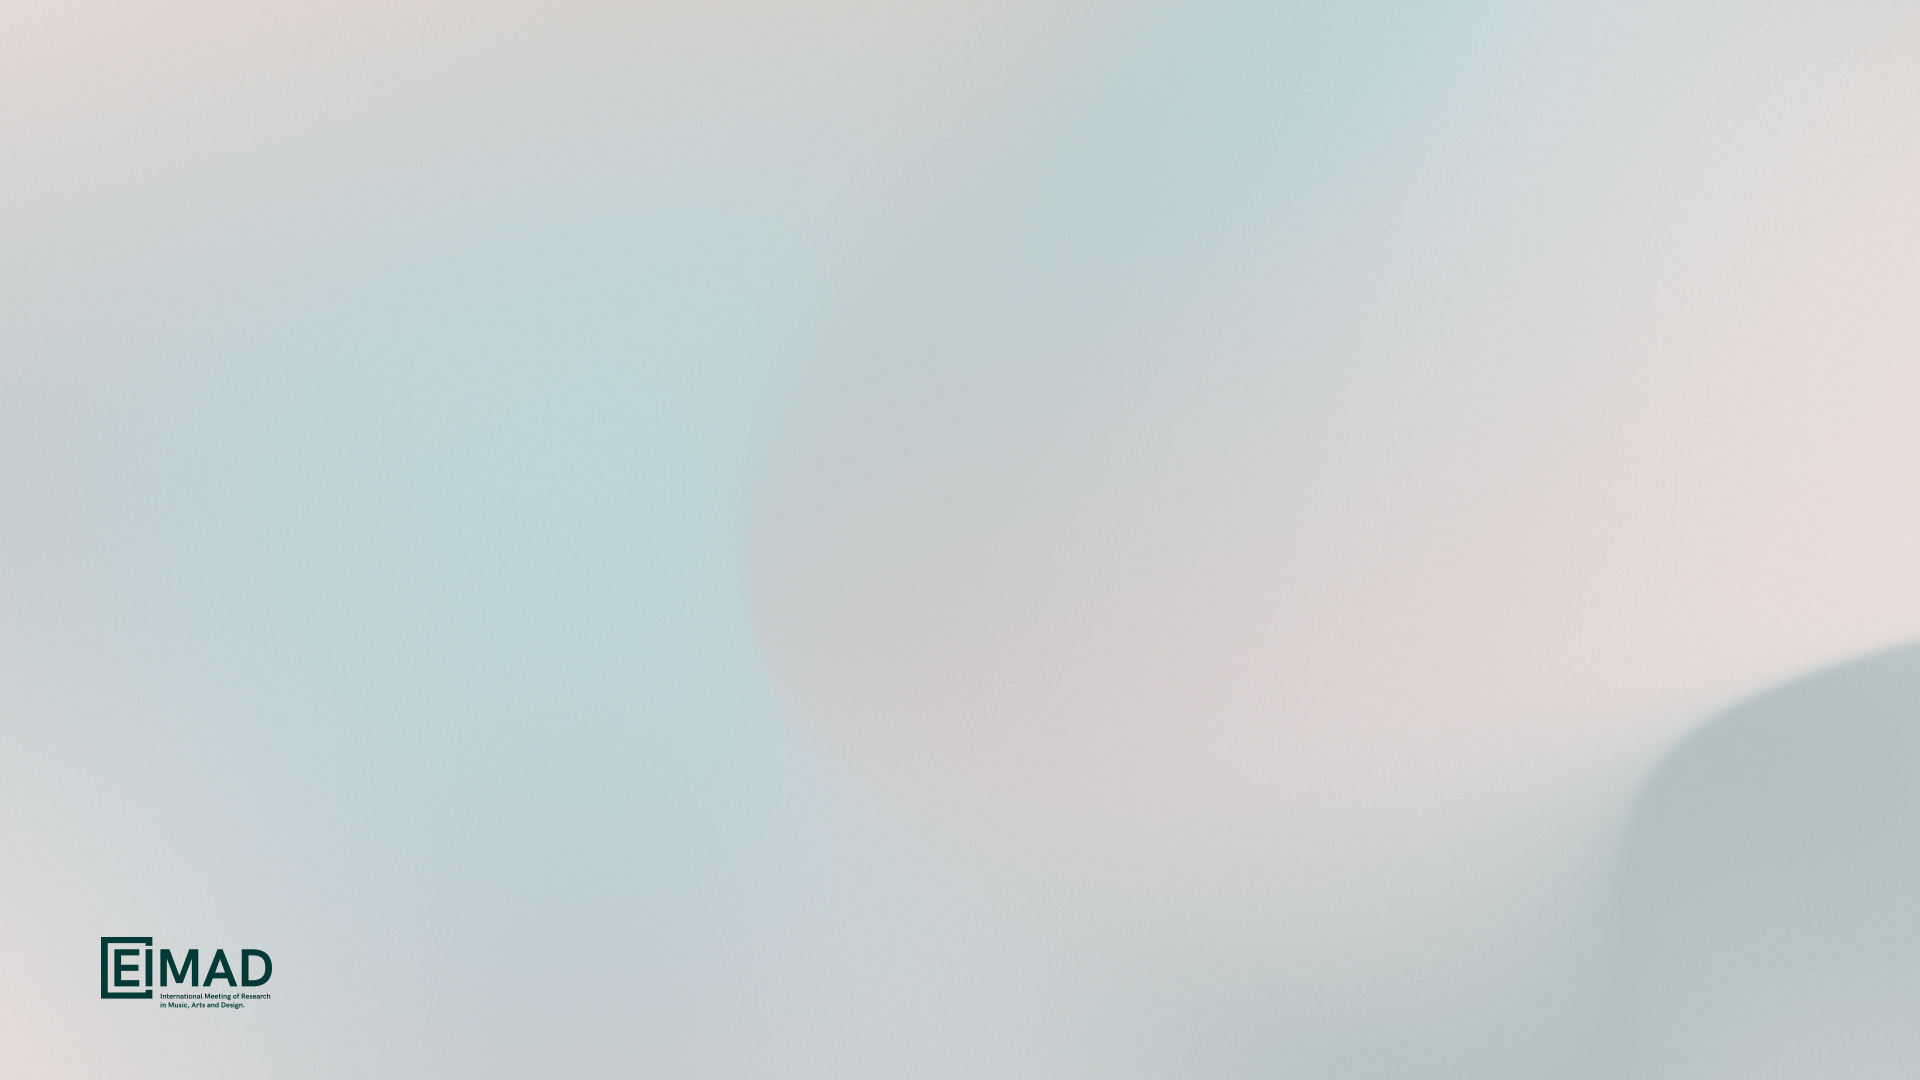 EIMAD
International Meeting of Research
in Music, Arts and Design.